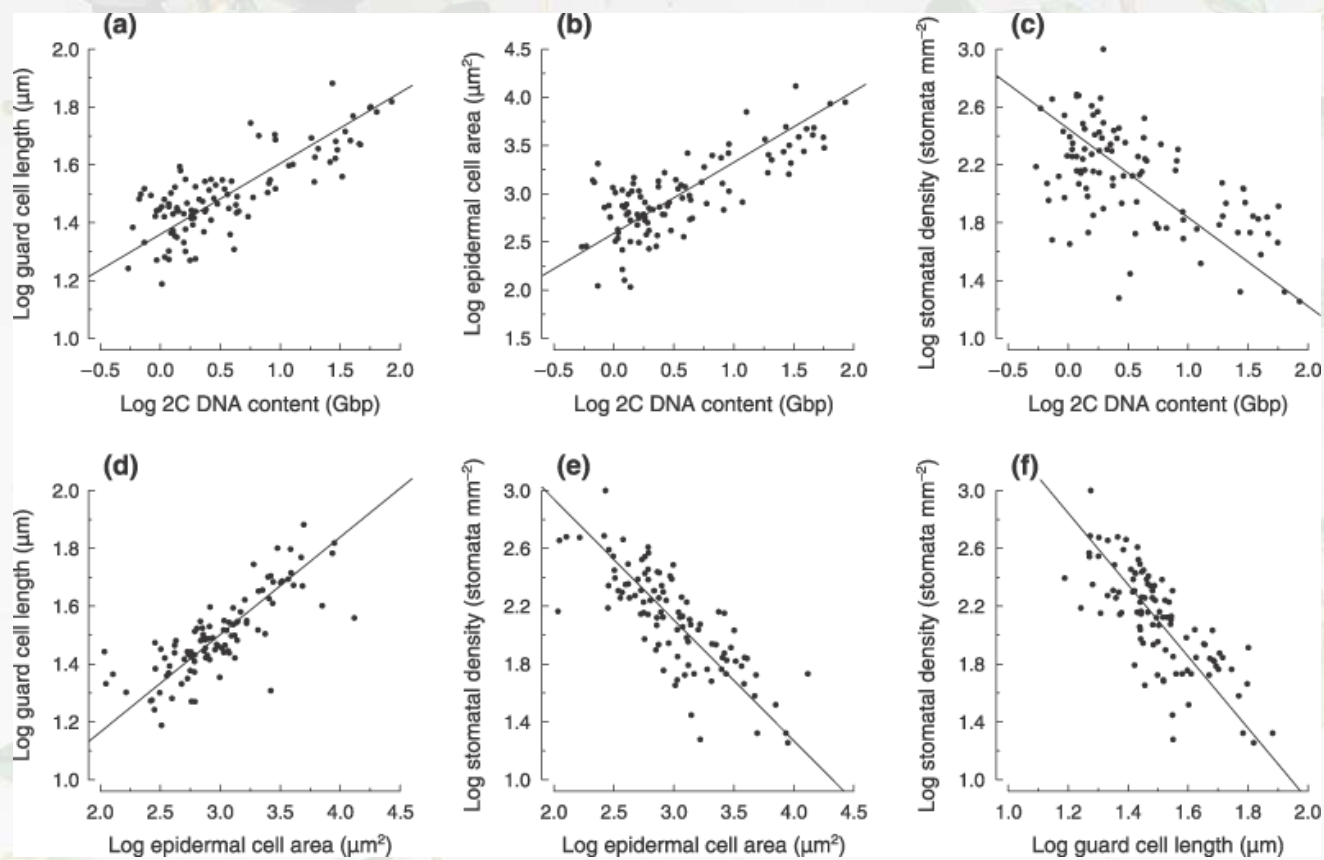 (a)
Log guard cell length (μm)
2.0
1.8
1.6
1.4
1.2
1.0
−0.5 0.0 0.5 1.0 1.5 2.0
Log 2C DNA content (Gbp)
(b)
Log epidermal cell area (μm²)
4.5
4.0
3.5
3.0
2.5
2.0
1.5
−0.5 0.0 0.5 1.0 1.5 2.0
Log 2C DNA content (Gbp)
(c)
Log stomatal density (stomata mm⁻²)
3.0
2.6
2.2
1.8
1.4
1.0
−0.5 0.0 0.5 1.0 1.5 2.0
Log 2C DNA content (Gbp)
(d)
Log guard cell length (μm)
2.0
1.8
1.6
1.4
1.2
1.0
2.0 2.5 3.0 3.5 4.0 4.5
Log epidermal cell area (μm²)
(e)
Log stomatal density (stomata mm⁻²)
3.0
2.6
2.2
1.8
1.4
1.0
2.0 2.5 3.0 3.5 4.0 4.5
Log epidermal cell area (μm²)
(f)
Log stomatal density (stomata mm⁻²)
3.0
2.6
2.2
1.8
1.4
1.0
1.0 1.2 1.4 1.6 1.8 2.0
Log guard cell length (μm)